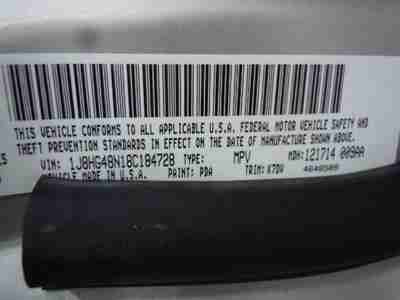 THIS VEHICLE CONFORMS TO ALL APPLICABLE U.S.A. FEDERAL MOTOR VEHICLE SAFETY AND
THEFT PREVENTION STANDARDS IN EFFECT ON THE DATE OF MANUFACTURE SHOWN ABOVE.
VIN: 1J8HG48N18C184728 TYPE: MPV MDH: 121714 009AA
MADE IN U.S.A. PAINT: PDA TRIM: K7DV